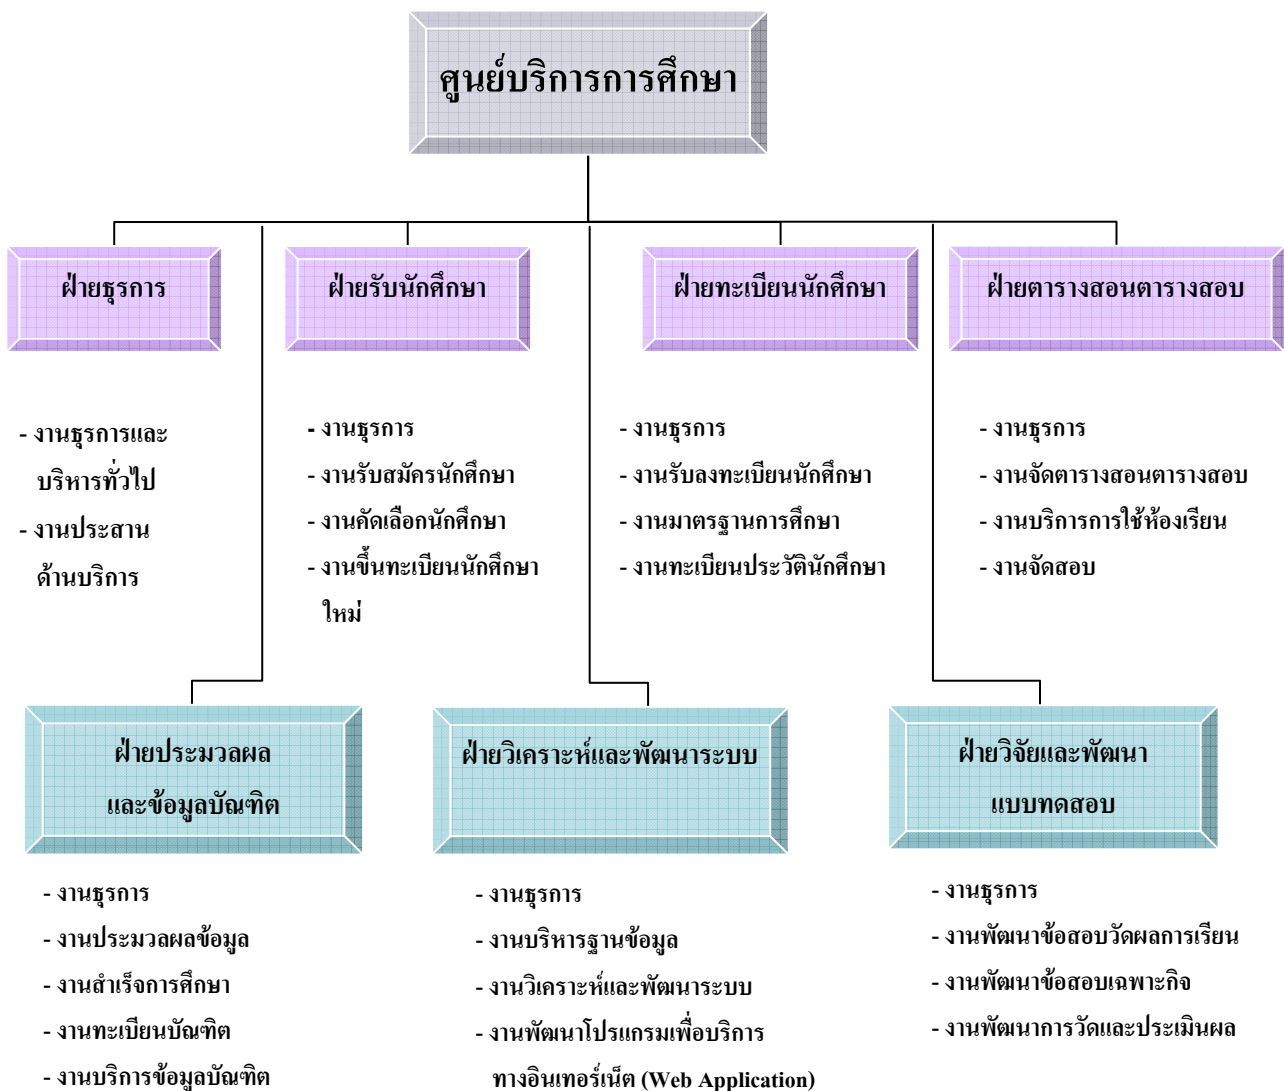 ศูนย์บริการการศึกษา
ฝ่ายธุรการ
- งานธุรการและ
บริหารทั่วไป
- งานประสาน
ด้านบริการ
ฝ่ายรับนักศึกษา
- งานธุรการ
- งานรับสมัครนักศึกษา
- งานคัดเลือกนักศึกษา
- งานขึ้นทะเบียนนักศึกษา
ใหม่
ฝ่ายทะเบียนนักศึกษา
- งานธุรการ
- งานรับลงทะเบียนนักศึกษา
- งานมาตรฐานการศึกษา
- งานทะเบียนประวัตินักศึกษา
ฝ่ายตารางสอนตารางสอบ
- งานธุรการ
- งานจัดตารางสอนตารางสอบ
- งานบริการการใช้ห้องเรียน
- งานจัดสอบ
ฝ่ายประมวลผล
และข้อมูลบัณฑิต
- งานธุรการ
- งานประมวลผลข้อมูล
- งานสำเร็จการศึกษา
- งานทะเบียนบัณฑิต
- งานบริการข้อมูลบัณฑิต
ฝ่ายวิเคราะห์และพัฒนาระบบ
- งานธุรการ
- งานบริหารฐานข้อมูล
- งานวิเคราะห์และพัฒนาระบบ
- งานพัฒนาโปรแกรมเพื่อบริการ
ทางอินเทอร์เน็ต (Web Application)
ฝ่ายวิจัยและพัฒนา
แบบทดสอบ
- งานธุรการ
- งานพัฒนาข้อสอบวัดผลการเรียน
- งานพัฒนาข้อสอบเฉพาะกิจ
- งานพัฒนาการวัดและประเมินผล